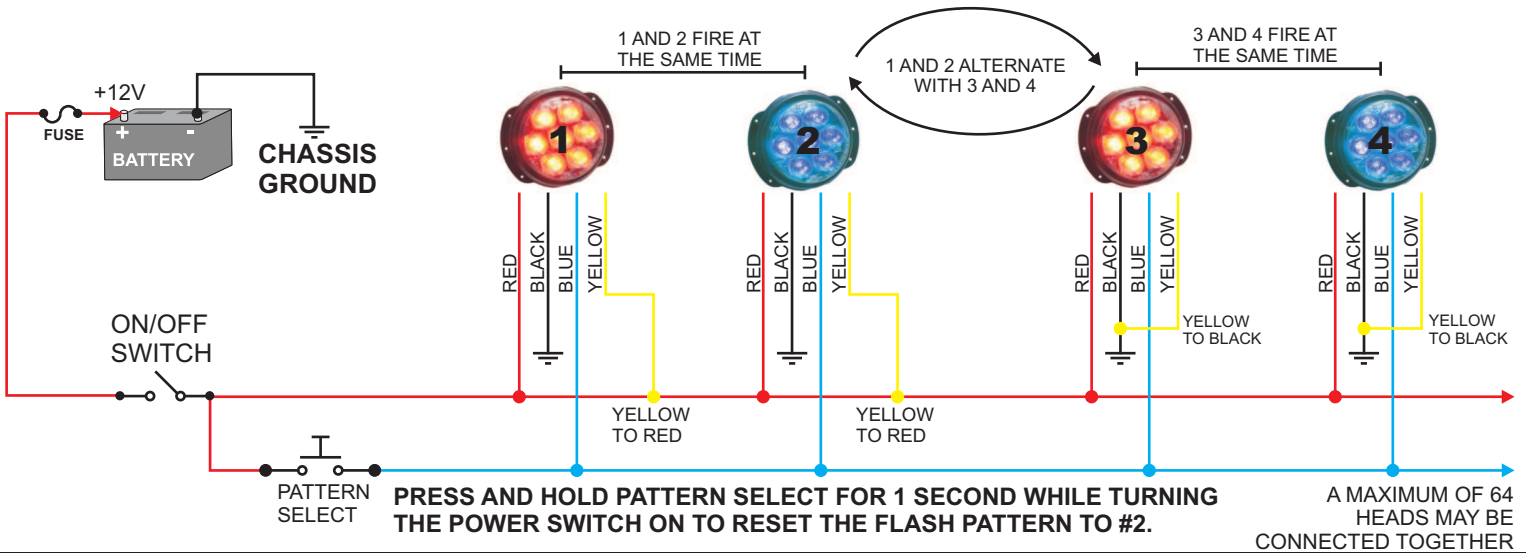 1 AND 2 FIRE AT
THE SAME TIME
1 AND 2 ALTERNATE
WITH 3 AND 4
3 AND 4 FIRE AT
THE SAME TIME
+12V
FUSE
+ -
BATTERY
CHASSIS
GROUND
1
2
3
4
RED
BLACK
BLUE
YELLOW
RED
BLACK
BLUE
YELLOW
RED
BLACK
BLUE
YELLOW
RED
BLACK
BLUE
YELLOW
YELLOW
TO BLACK
YELLOW
TO BLACK
ON/OFF
SWITCH
YELLOW
TO RED
YELLOW
TO RED
PATTERN
SELECT
PRESS AND HOLD PATTERN SELECT FOR 1 SECOND WHILE TURNING
THE POWER SWITCH ON TO RESET THE FLASH PATTERN TO #2.
A MAXIMUM OF 64
HEADS MAY BE
CONNECTED TOGETHER